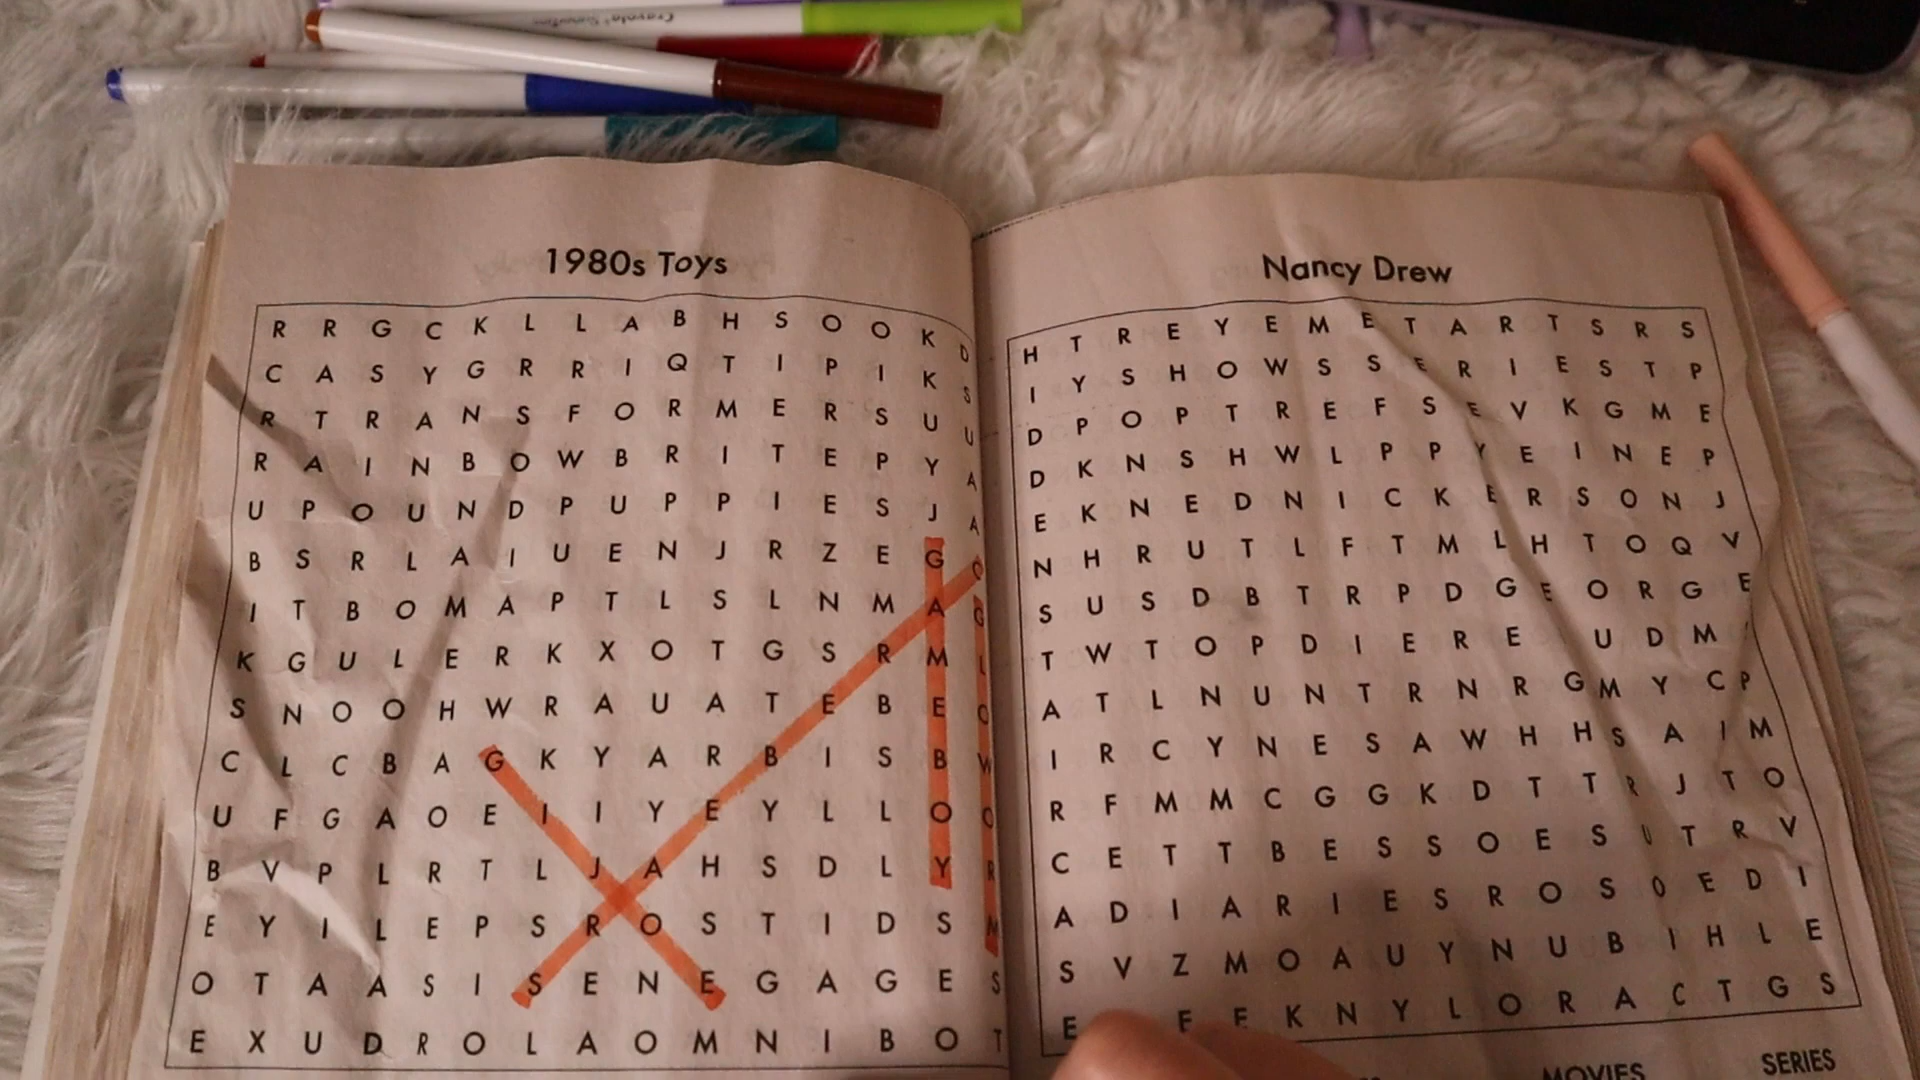 1980s Toys
R R G C K L L A B H S O O K D
C A S Y G R R I Q T I P I K S
R T R A N S F O R M E R S U U
R A I N B O W B R I T E P Y A
U P O U N D P U P P I E S J A
B S R L A I U E N J R Z E G
I T B O M A P T L S L N M A G
K G U L E R K X O T G S R M L
S N O O H W R A U A T E B E O
C L C B A G K Y A R B I S B W
U F G A O E I I Y E Y L L O O
B V P L R T L J A H S D L Y R
E Y I L E P S R O S T I D S M
O T A A S I S E N E G A G E S
E X U D R O L A O M N I B O T
Nancy Drew
H T R E Y E M E T A R T S R S
I Y S H O W S S E R I E S T P
D P O P T R E F S E V K G M E
D K N S H W L P P Y E I N E P
E K N E D N I C K E R S O N J
N H R U T L F T M L H T O Q V
S U S D B T R P D G E O R G E
T W T O P D I E R E U D M
A T L N U N T R N R G M Y C P
I R C Y N E S A W H H S A I M
R F M M C G G K D T T R J T O
C E T T B E S S O E S U T R V
A D I A R I E S R O S O E D I
S V Z M O A U Y N U B I H L E
E F F K N Y L O R A C T G S
MOVIES SERIES